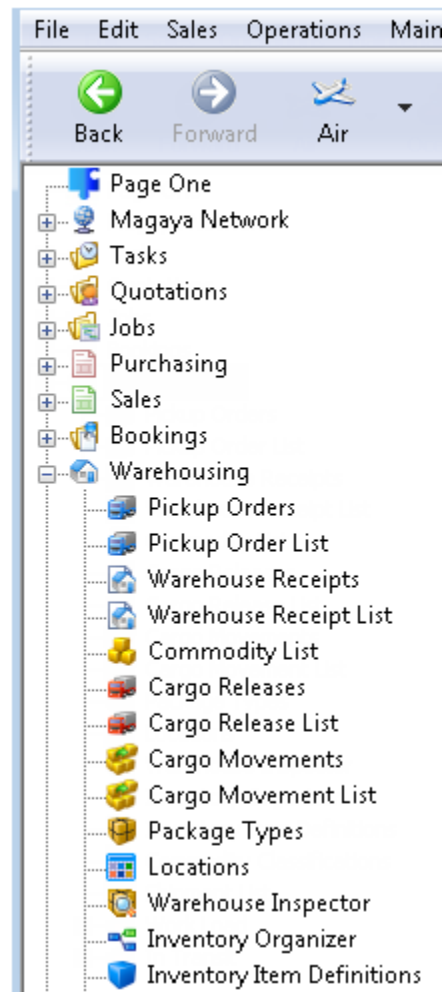 File Edit Sales Operations Main
Back Forward Air
Page One
Magaya Network
Tasks
Quotations
Jobs
Purchasing
Sales
Bookings
Warehousing
Pickup Orders
Pickup Order List
Warehouse Receipts
Warehouse Receipt List
Commodity List
Cargo Releases
Cargo Release List
Cargo Movements
Cargo Movement List
Package Types
Locations
Warehouse Inspector
Inventory Organizer
Inventory Item Definitions